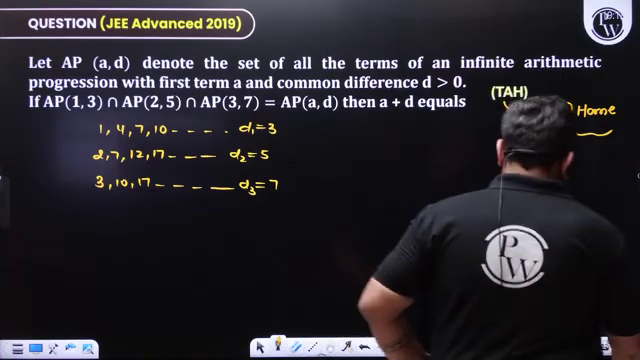 QUESTION (JEE Advanced 2019)
Let AP (a, d) denote the set of all the terms of an infinite arithmetic
progression with first term a and common difference d > 0.
If AP(1, 3) ∩ AP(2, 5) ∩ AP(3, 7) = AP(a, d) then a + d equals
(TAH)
Home
1, 4, 7, 10 - - - - . d₁=3
2, 7, 12, 17 - - - d₂=5
3, 10, 17 - - - - d₃=7
PW
PW